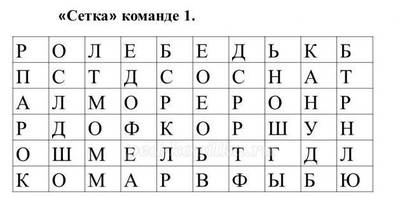 «Сетка» команде 1.
Р О Л Е Б Е Д Ь К Б
П С Т Д С О С Н А Т
А Л М О Р Е Р О Н Р
Р Д О Ф К О Р Ш У Н
О Ш М Е Л Ь Т Г Д Л
К О М А Р В Ф Ы Б Ю